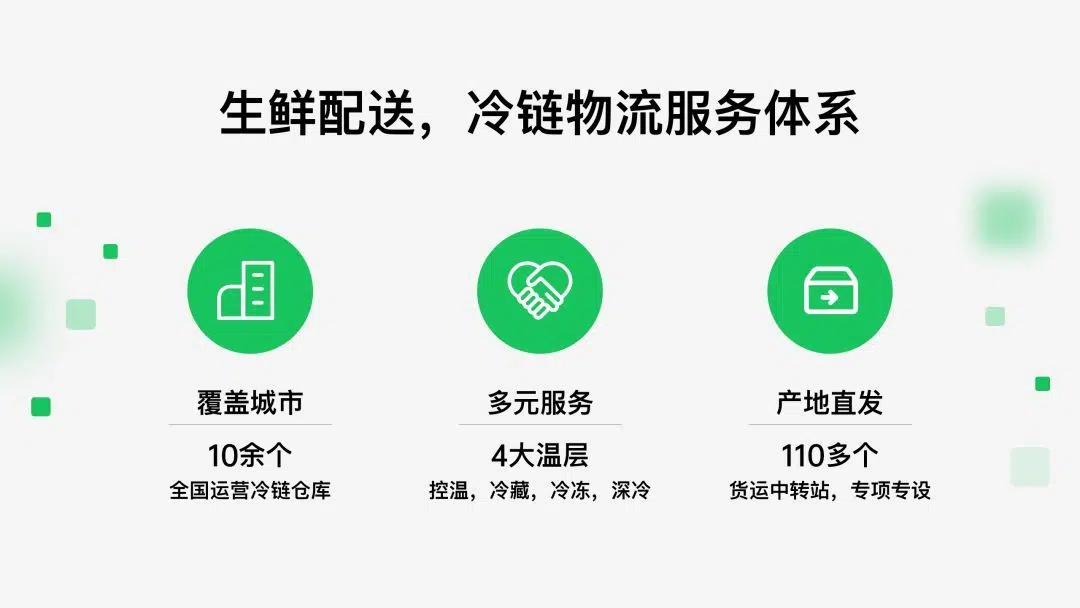 生鲜配送，冷链物流服务体系
覆盖城市
10余个
全国运营冷链仓库
多元服务
4大温层
控温，冷藏，冷冻，深冷
产地直发
110多个
货运中转站，专项专设